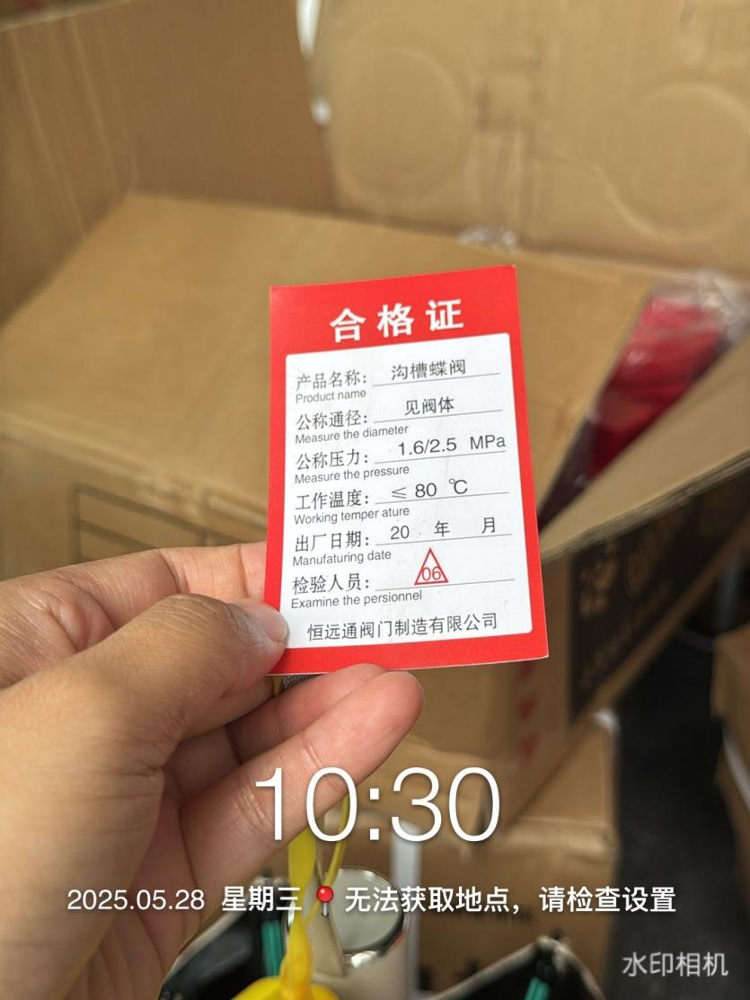 合格证
产品名称: 沟槽蝶阀
Product name
公称通径: 见阀体
Measure the diameter
公称压力: 1.6/2.5 MPa
Measure the pressure
工作温度: ≤ 80 ℃
Working temper ature
出厂日期: 20 年 月
Manufaturing date
检验人员: 06
Examine the persionnel
恒远通阀门制造有限公司
10:30
2025.05.28 星期三 📍 无法获取地点，请检查设置
水印相机